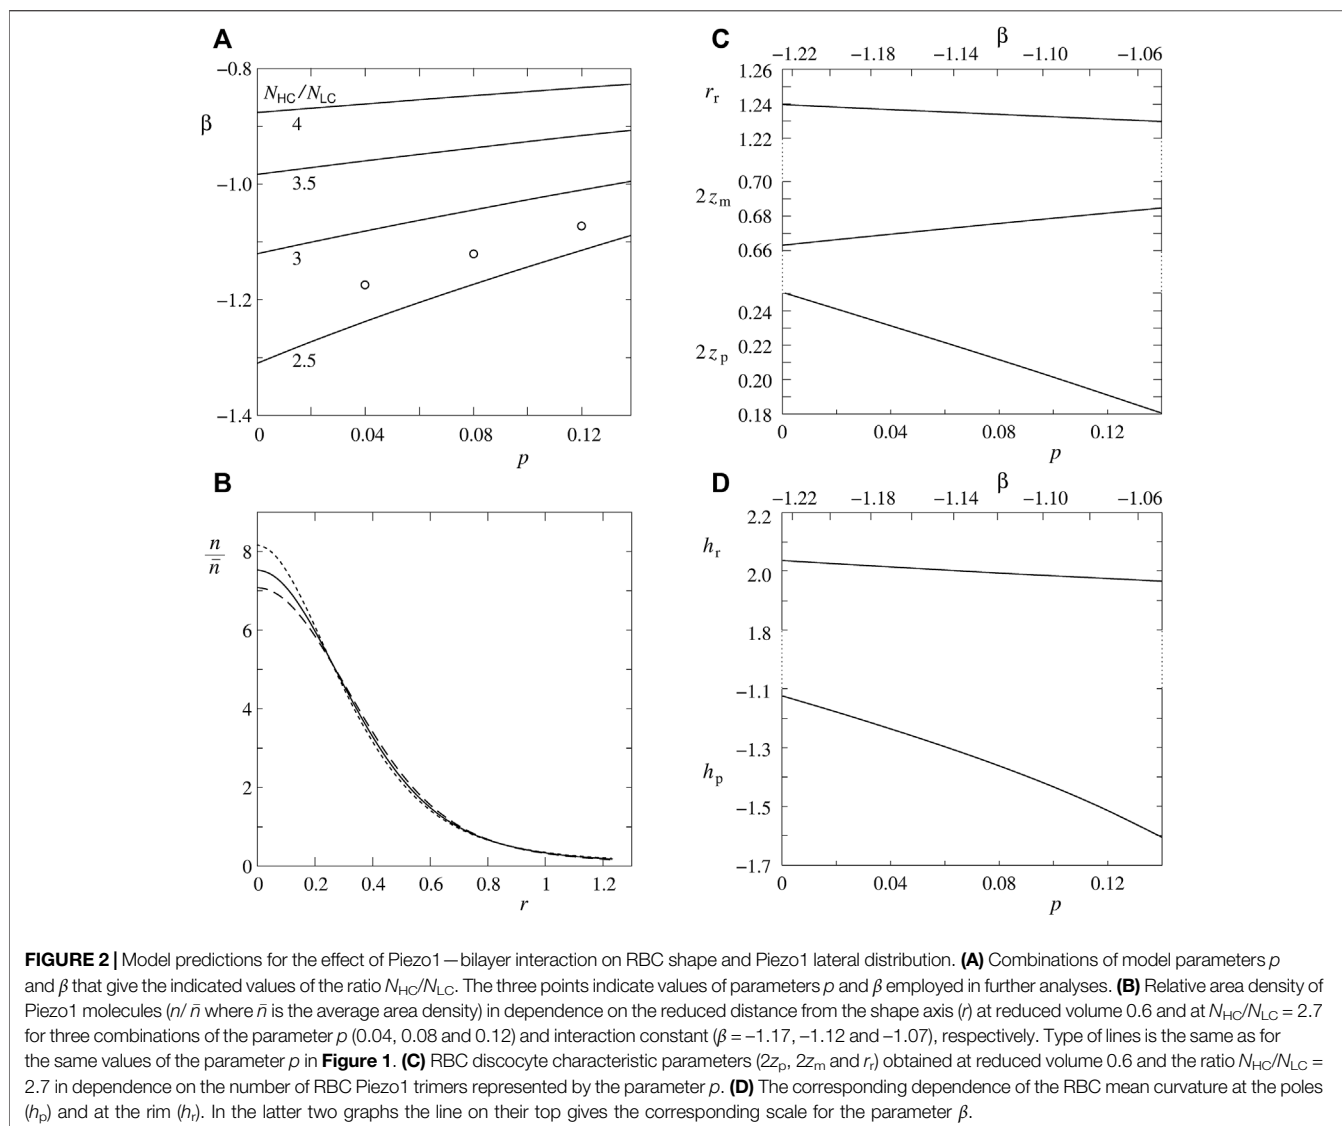 A
−0.8
N_HC/N_LC
β
4
−1.0
3.5
3
−1.2
2.5
−1.4
0 0.04 0.08 0.12
p
B
n
n̄
8
6
4
2
0
0 0.2 0.4 0.6 0.8 1 1.2
r
C
β
−1.22 −1.18 −1.14 −1.10 −1.06
1.26
r_r
1.24
1.22
0.70
2z_m
0.68
0.66
0.24
2z_p 0.22
0.20
0.18
0 0.04 0.08 0.12
p
D
β
−1.22 −1.18 −1.14 −1.10 −1.06
2.2
h_r
2.0
1.8
−1.1
−1.3
h_p
−1.5
−1.7
0 0.04 0.08 0.12
p
FIGURE 2 | Model predictions for the effect of Piezo1—bilayer interaction on RBC shape and Piezo1 lateral distribution. (A) Combinations of model parameters p
and β that give the indicated values of the ratio N_HC/N_LC. The three points indicate values of parameters p and β employed in further analyses. (B) Relative area density of
Piezo1 molecules (n/ n̄ where n̄ is the average area density) in dependence on the reduced distance from the shape axis (r) at reduced volume 0.6 and at N_HC/N_LC = 2.7
for three combinations of the parameter p (0.04, 0.08 and 0.12) and interaction constant (β = −1.17, −1.12 and −1.07), respectively. Type of lines is the same as for
the same values of the parameter p in Figure 1. (C) RBC discocyte characteristic parameters (2z_p, 2z_m and r_r) obtained at reduced volume 0.6 and the ratio N_HC/N_LC =
2.7 in dependence on the number of RBC Piezo1 trimers represented by the parameter p. (D) The corresponding dependence of the RBC mean curvature at the poles
(h_p) and at the rim (h_r). In the latter two graphs the line on their top gives the corresponding scale for the parameter β.